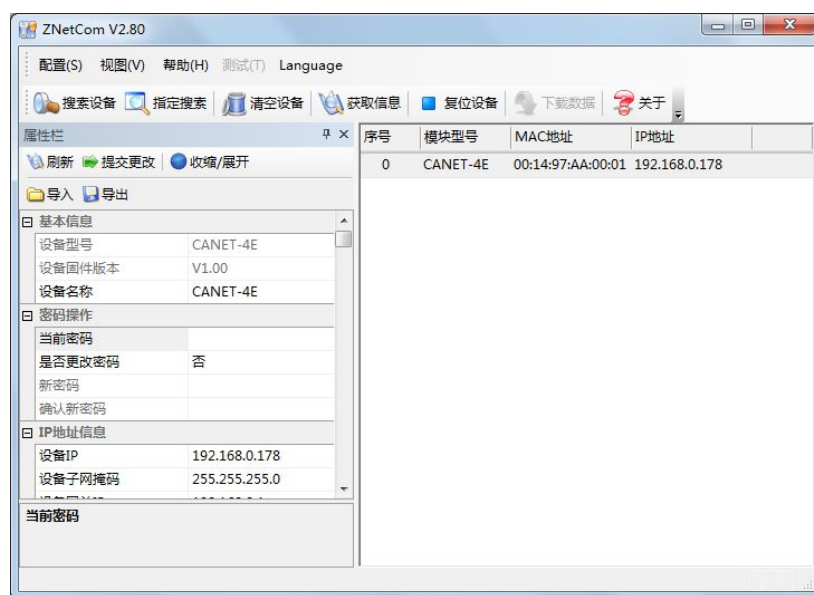 ZNetCom V2.80
配置(S) 视图(V) 帮助(H) 测试(T) Language
搜索设备 指定搜索 清空设备 获取信息 复位设备 下载数据 关于
属性栏
刷新 提交更改 收缩/展开
导入 导出
基本信息
设备型号 CANET-4E
设备固件版本 V1.00
设备名称 CANET-4E
密码操作
当前密码
是否更改密码 否
新密码
确认新密码
IP地址信息
设备IP 192.168.0.178
设备子网掩码 255.255.255.0
当前密码
序号 模块型号 MAC地址 IP地址
0 CANET-4E 00:14:97:AA:00:01 192.168.0.178